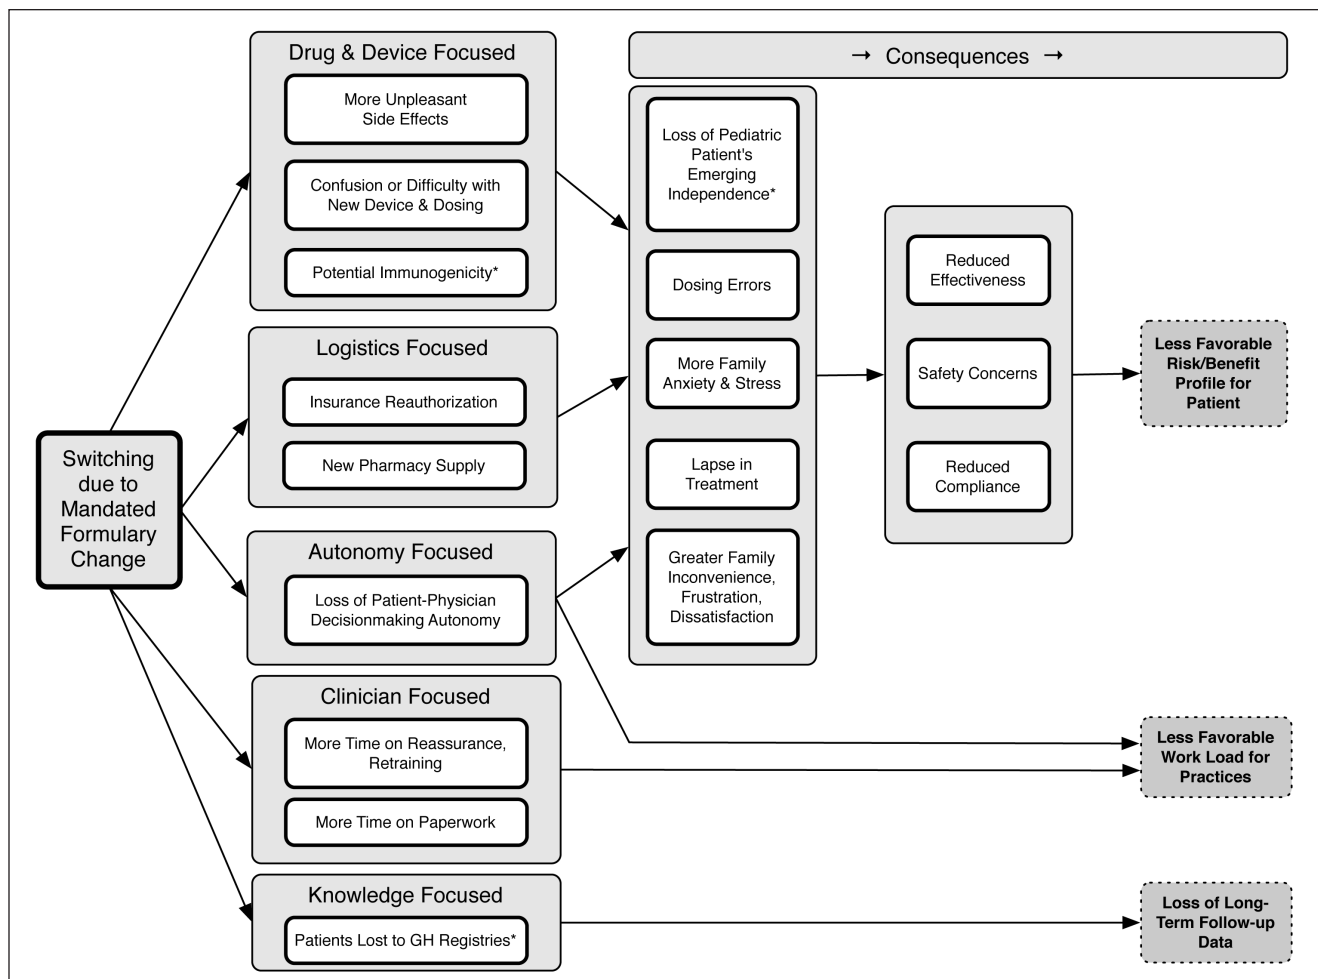 Drug & Device Focused
More Unpleasant
Side Effects
Confusion or Difficulty with
New Device & Dosing
Potential Immunogenicity*
Logistics Focused
Insurance Reauthorization
New Pharmacy Supply
Switching
due to
Mandated
Formulary
Change
Autonomy Focused
Loss of Patient-Physician
Decisionmaking Autonomy
Clinician Focused
More Time on Reassurance,
Retraining
More Time on Paperwork
Knowledge Focused
Patients Lost to GH Registries*
→ Consequences →
Loss of Pediatric
Patient's
Emerging
Independence*
Dosing Errors
More Family
Anxiety & Stress
Lapse in
Treatment
Greater Family
Inconvenience,
Frustration,
Dissatisfaction
Reduced
Effectiveness
Safety Concerns
Reduced
Compliance
Less Favorable
Risk/Benefit
Profile for
Patient
Less Favorable
Work Load for
Practices
Loss of Long-
Term Follow-up
Data